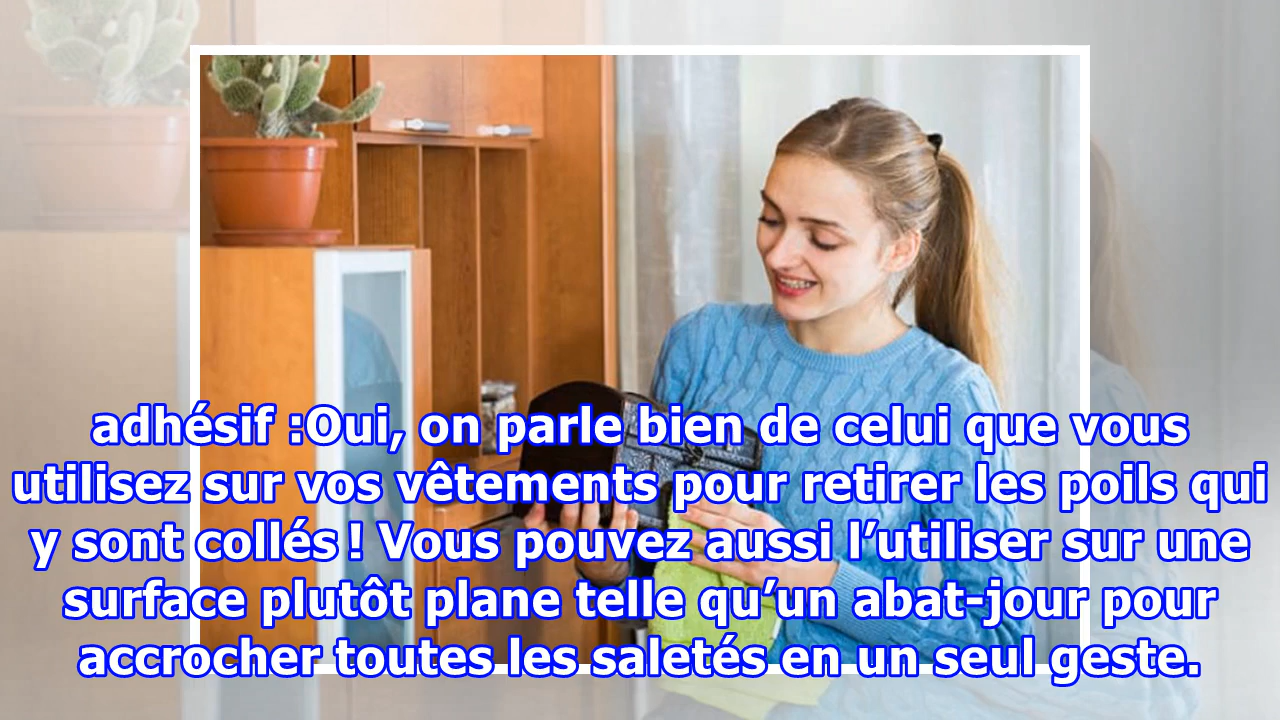 adhésif :Oui, on parle bien de celui que vous
utilisez sur vos vêtements pour retirer les poils qui
y sont collés ! Vous pouvez aussi l’utiliser sur une
surface plutôt plane telle qu’un abat-jour pour
accrocher toutes les saletés en un seul geste.